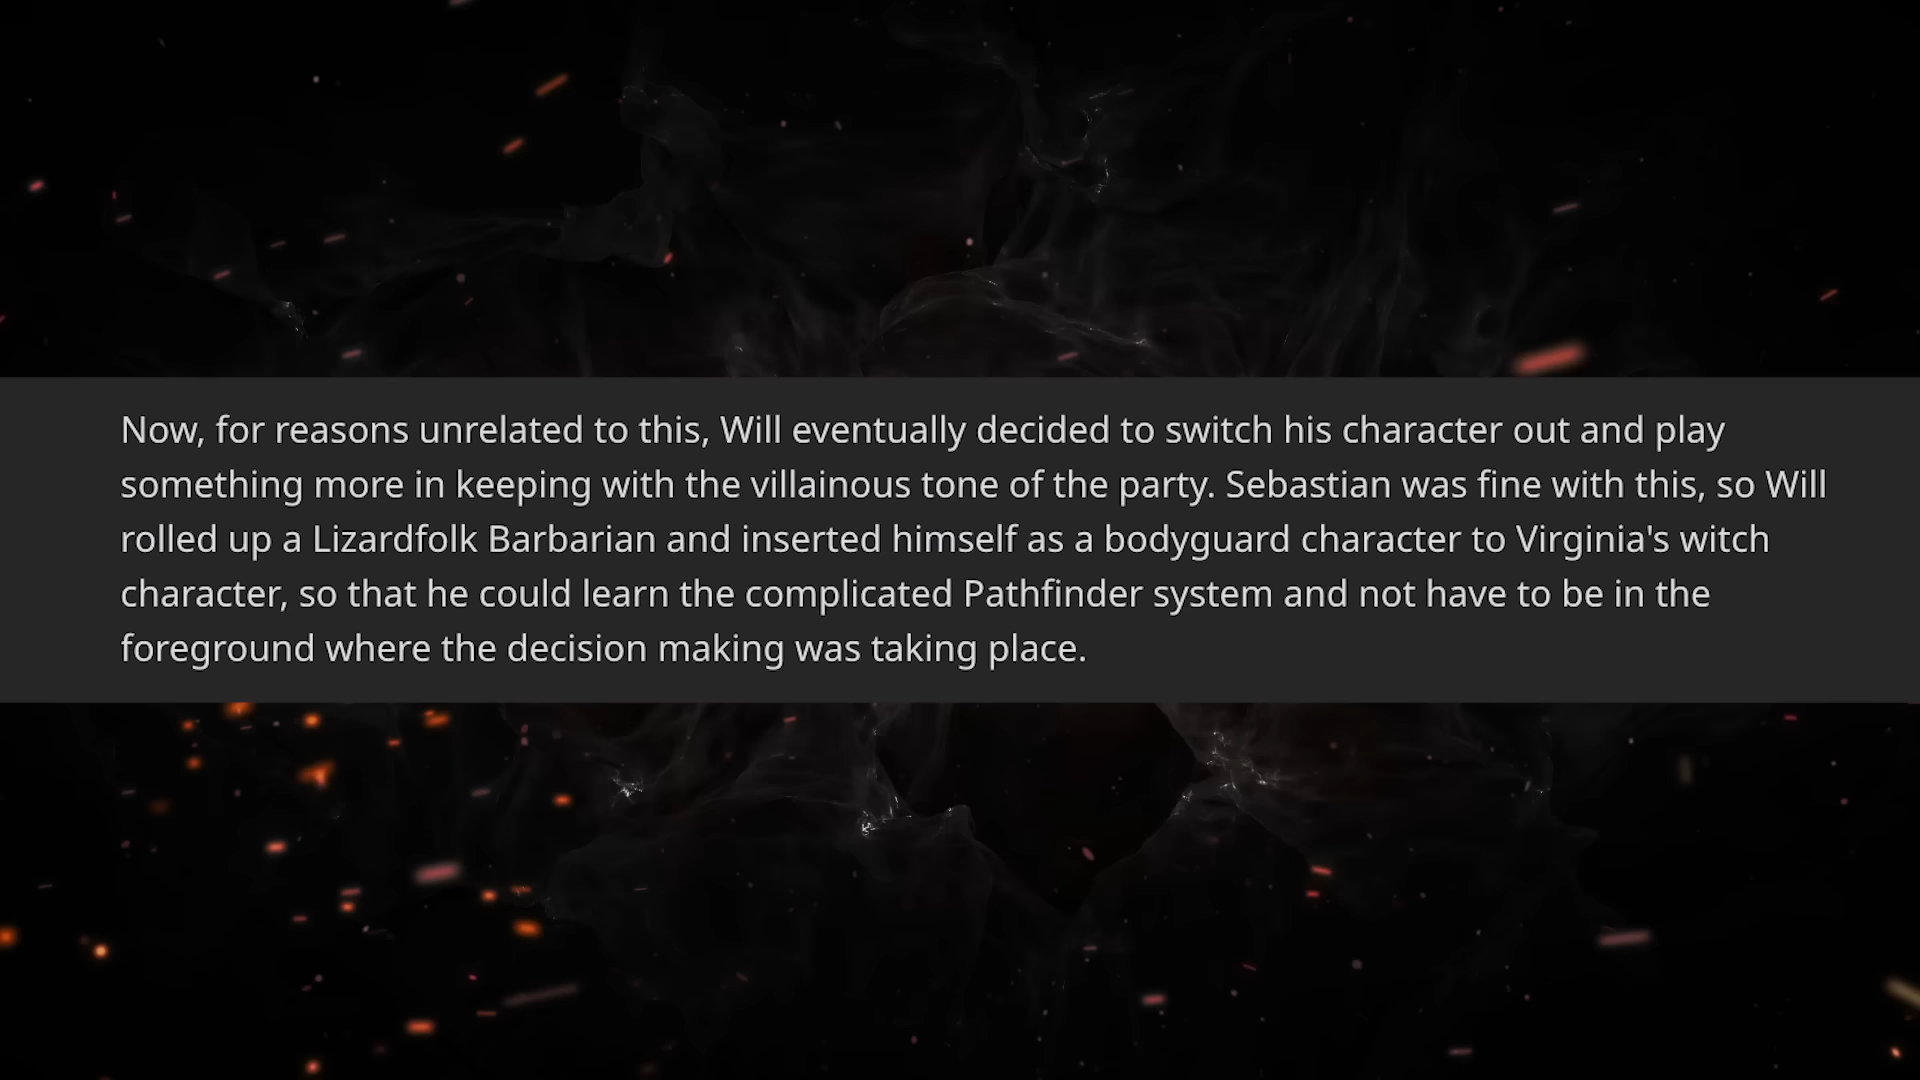 Now, for reasons unrelated to this, Will eventually decided to switch his character out and play
something more in keeping with the villainous tone of the party. Sebastian was fine with this, so Will
rolled up a Lizardfolk Barbarian and inserted himself as a bodyguard character to Virginia's witch
character, so that he could learn the complicated Pathfinder system and not have to be in the
foreground where the decision making was taking place.